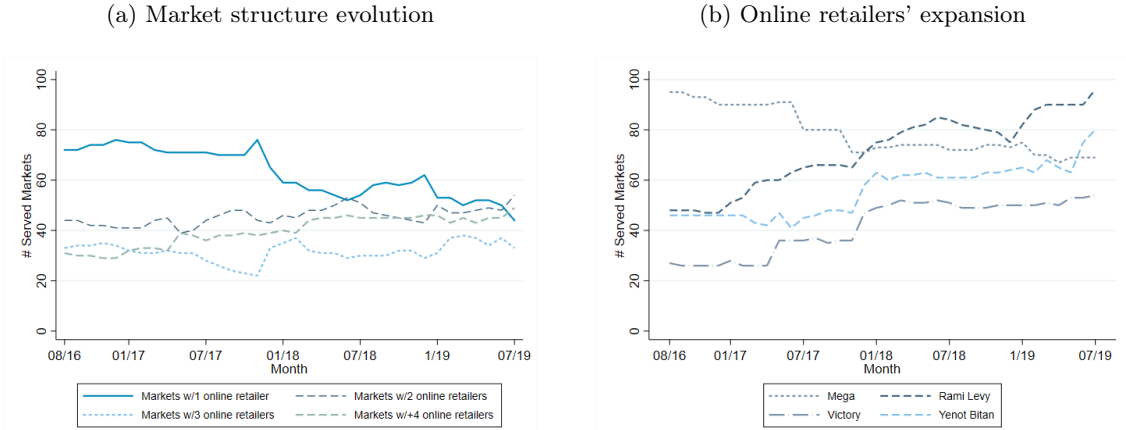 (a) Market structure evolution
(b) Online retailers’ expansion
# Served Markets
100
80
60
40
20
0
08/16 01/17 07/17 01/18 07/18 1/19 07/19
Month
Markets w/1 online retailer Markets w/2 online retailers
Markets w/3 online retailers Markets w/+4 online retailers
# Served Markets
100
80
60
40
20
0
08/16 01/17 07/17 01/18 07/18 1/19 07/19
Month
Mega Rami Levy
Victory Yenot Bitan